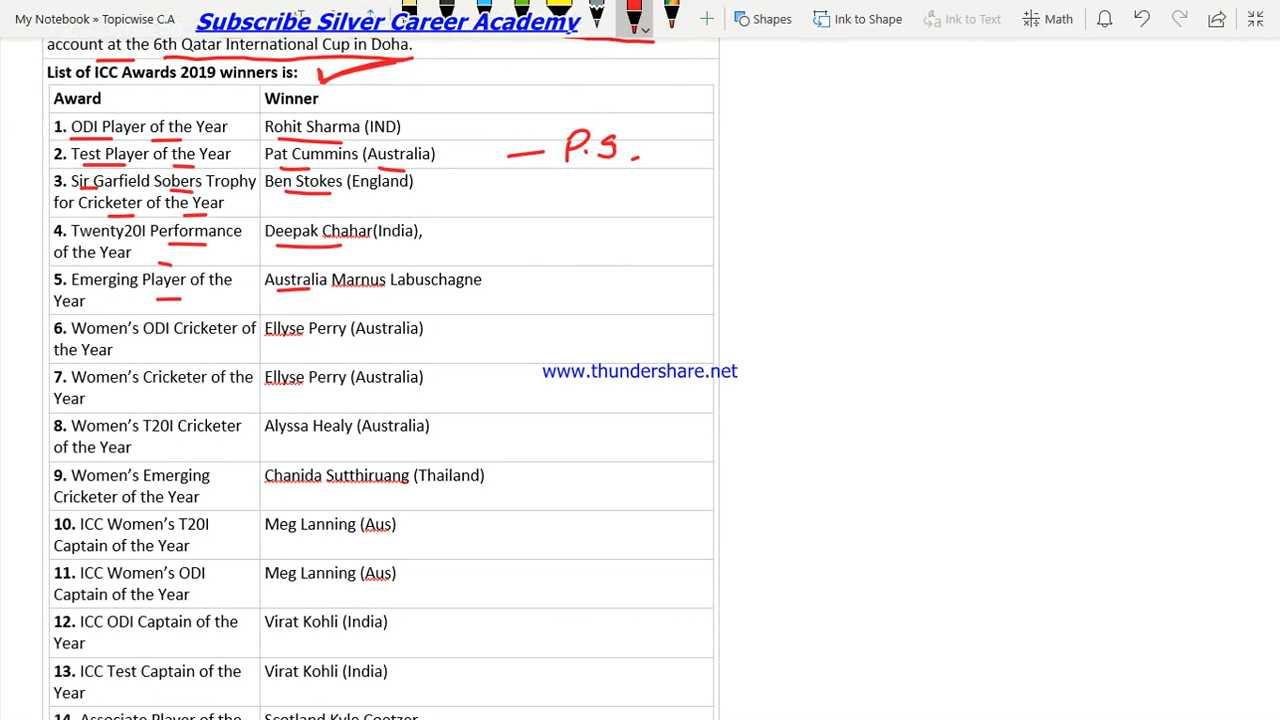 My Notebook » Topicwise C.A
Subscribe Silver Career Academy
Shapes
Ink to Shape
Ink to Text
Math
account at the 6th Qatar International Cup in Doha.
List of ICC Awards 2019 winners is:
Award Winner
1. ODI Player of the Year Rohit Sharma (IND)
2. Test Player of the Year Pat Cummins (Australia) — P.S.
3. Sir Garfield Sobers Trophy Ben Stokes (England)
for Cricketer of the Year
4. Twenty20I Performance Deepak Chahar(India),
of the Year
5. Emerging Player of the Australia Marnus Labuschagne
Year
6. Women's ODI Cricketer of Ellyse Perry (Australia)
the Year
www.thundershare.net
7. Women's Cricketer of the Ellyse Perry (Australia)
Year
8. Women's T20I Cricketer Alyssa Healy (Australia)
of the Year
9. Women's Emerging Chanida Sutthiruang (Thailand)
Cricketer of the Year
10. ICC Women's T20I Meg Lanning (Aus)
Captain of the Year
11. ICC Women's ODI Meg Lanning (Aus)
Captain of the Year
12. ICC ODI Captain of the Virat Kohli (India)
Year
13. ICC Test Captain of the Virat Kohli (India)
Year
14. Associate Player of the Scotland Kyle Coetzer